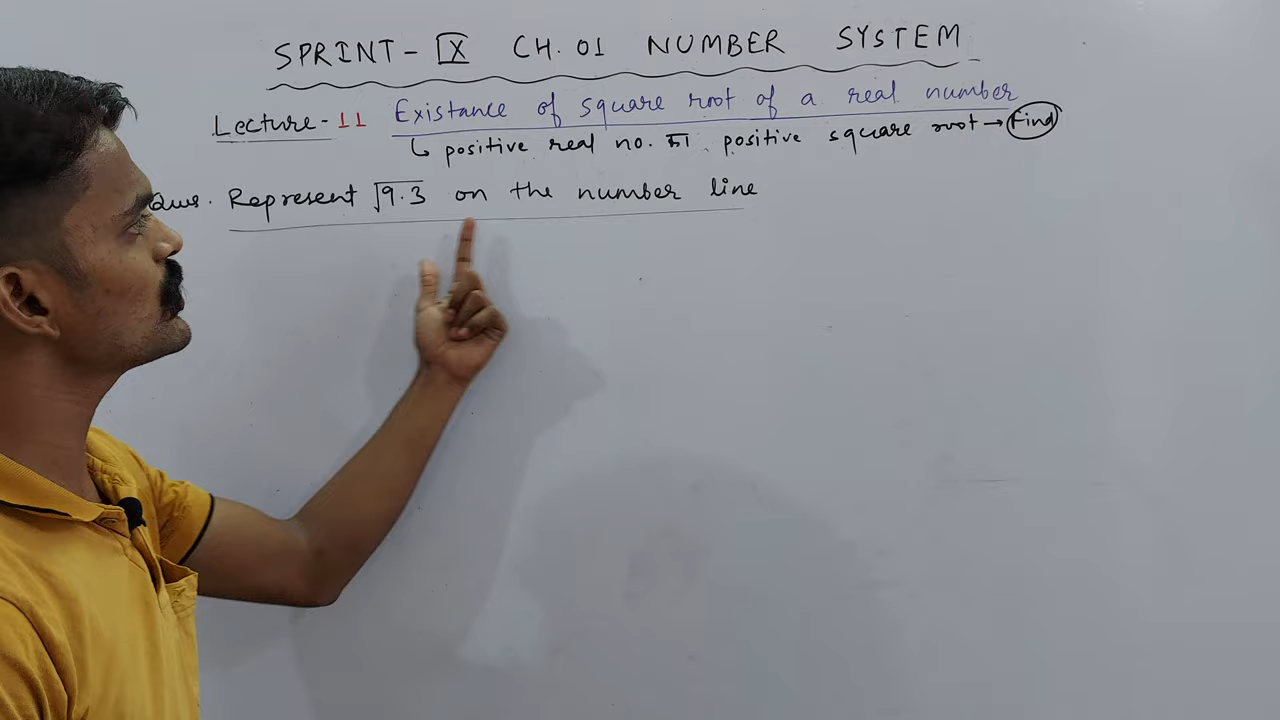 SPRINT-IX CH.01 NUMBER SYSTEM
Lecture-11 Existance of square root of a real number
↳ positive real no. का positive square root → Find
Ques. Represent √9.3 on the number line